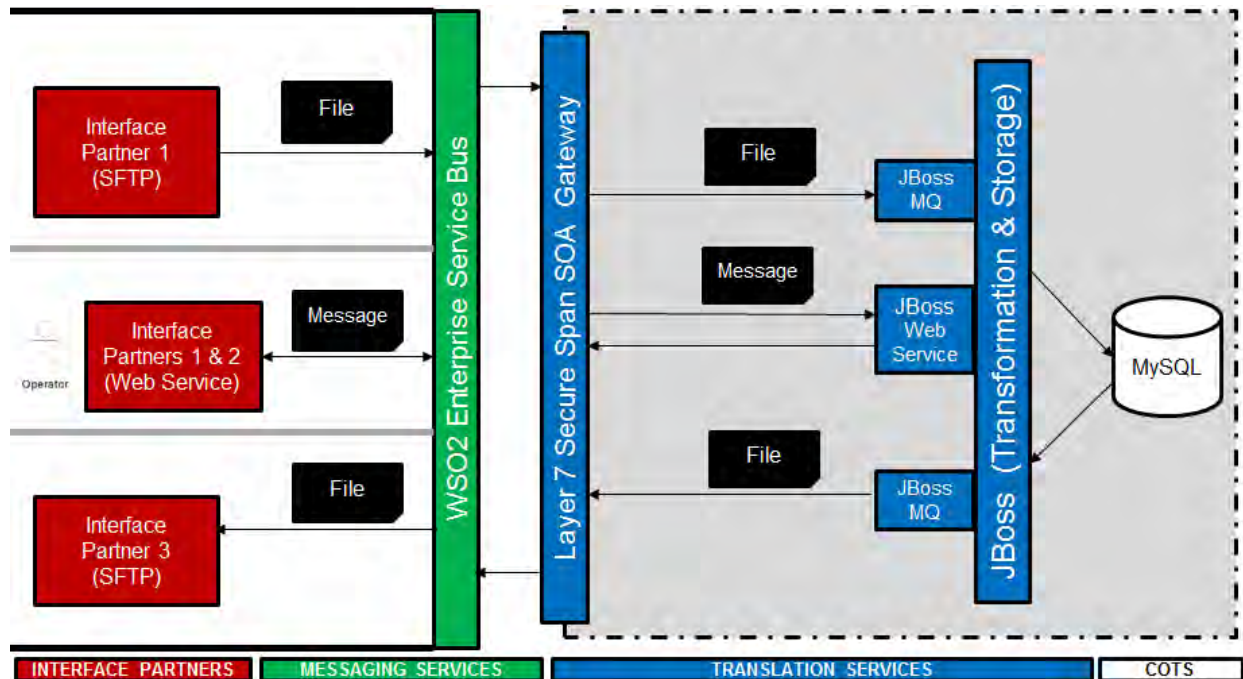 Interface
Partner 1
(SFTP)
File
Operator
Interface
Partners 1 & 2
(Web Service)
Message
Interface
Partner 3
(SFTP)
File
WSO2 Enterprise Service Bus
Layer 7 Secure Span SOA Gateway
File
JBoss
MQ
Message
JBoss
Web
Service
File
JBoss
MQ
JBoss (Transformation & Storage)
MySQL
INTERFACE PARTNERS
MESSAGING SERVICES
TRANSLATION SERVICES
COTS